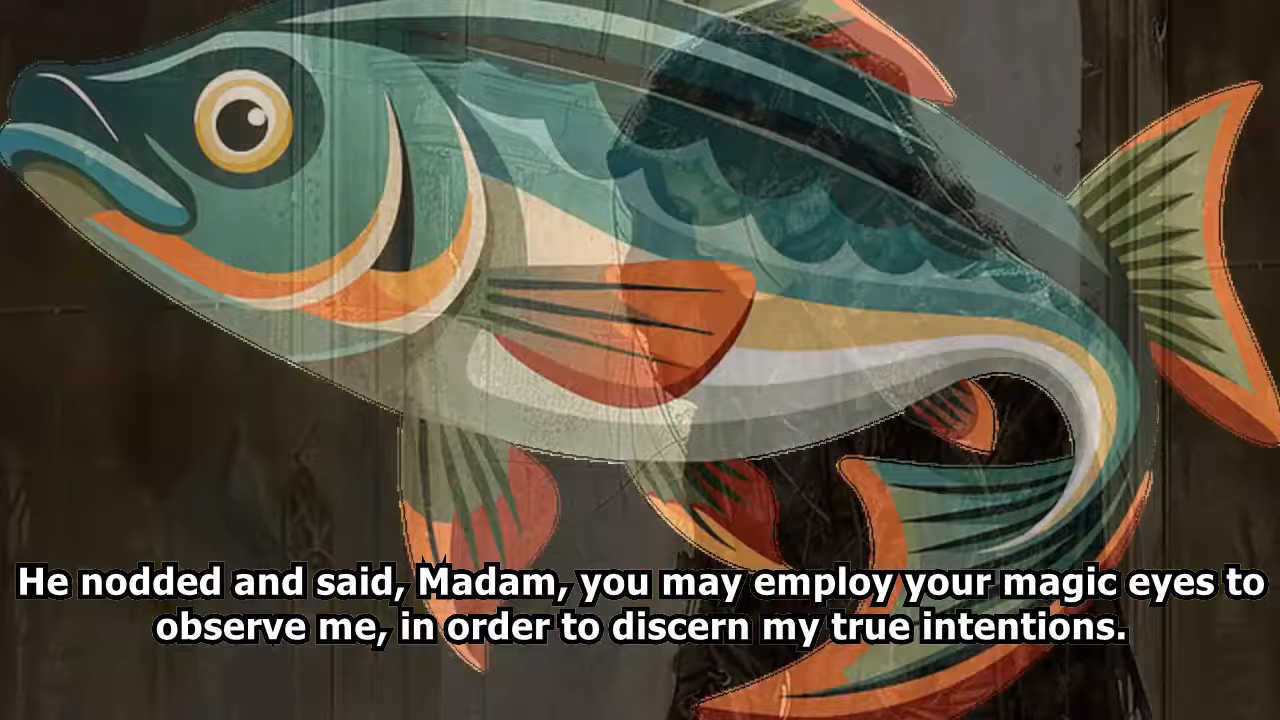 He nodded and said, Madam, you may employ your magic eyes to
observe me, in order to discern my true intentions.